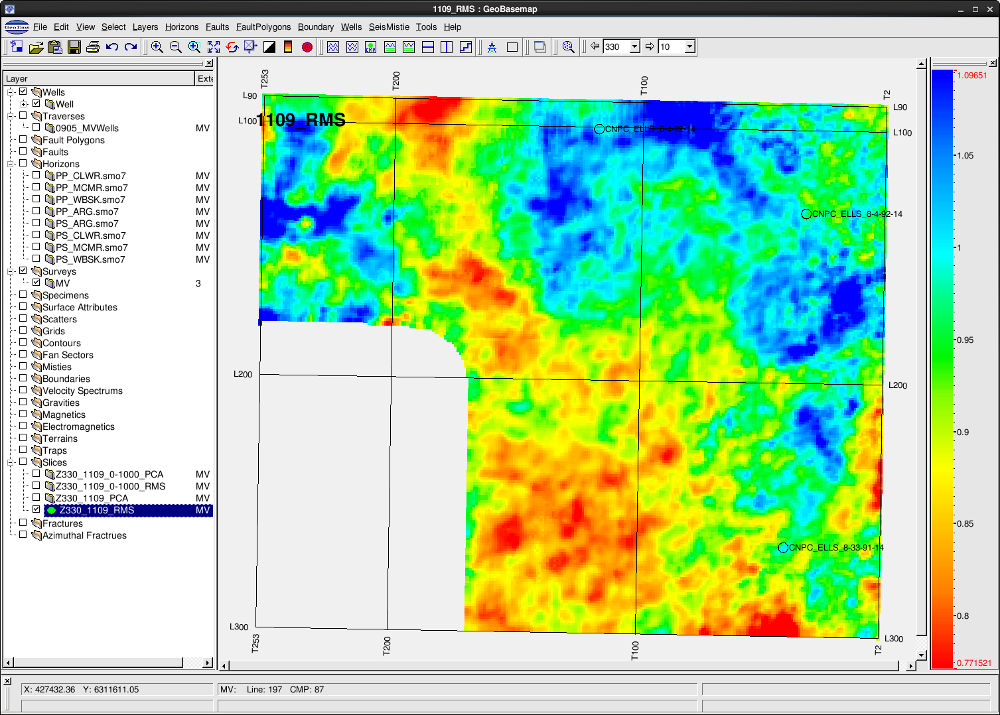 1109_RMS : GeoBasemap
GeoEast File Edit View Select Layers Horizons Faults FaultPolygons Boundary Wells SeisMistie Tools Help
CMP 330 10
Layer Exte
Wells
Well
Traverses
0905_MVWells MV
Fault Polygons
Faults
Horizons
PP_CLWR.smo7 MV
PP_MCMR.smo7 MV
PP_WBSK.smo7 MV
PP_ARG.smo7 MV
PS_ARG.smo7 MV
PS_CLWR.smo7 MV
PS_MCMR.smo7 MV
PS_WBSK.smo7 MV
Surveys
MV 3
Specimens
Surface Attributes
Scatters
Grids
Contours
Fan Sectors
Misties
Boundaries
Velocity Spectrums
Gravities
Magnetics
Electromagnetics
Terrains
Traps
Slices
Z330_1109_0-1000_PCA MV
Z330_1109_0-1000_RMS MV
Z330_1109_PCA MV
Z330_1109_RMS MV
Fractures
Azimuthal Fractrues
T253 T200 T100 T2
L90 L90
L100 L100
1109_RMS
CNPC_ELLS_6-4-92-14
CNPC_ELLS_8-4-92-14
L200 L200
CNPC_ELLS_8-33-91-14
L300 L300
T253 T200 T100 T2
1.09651
1.05
1
0.95
0.9
0.85
0.8
0.771521
X: 427432.36 Y: 6311611.05 MV: Line: 197 CMP: 87